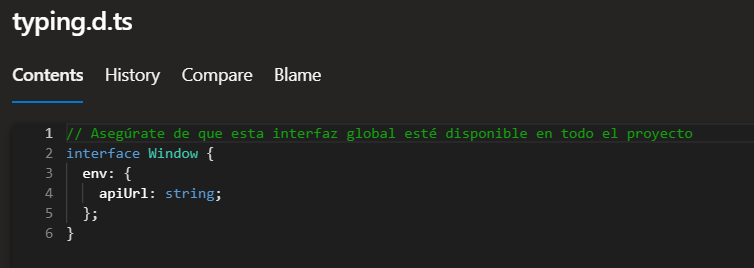 typing.d.ts
Contents History Compare Blame
1 // Asegúrate de que esta interfaz global esté disponible en todo el proyecto
2 interface Window {
3 env: {
4 apiUrl: string;
5 };
6 }